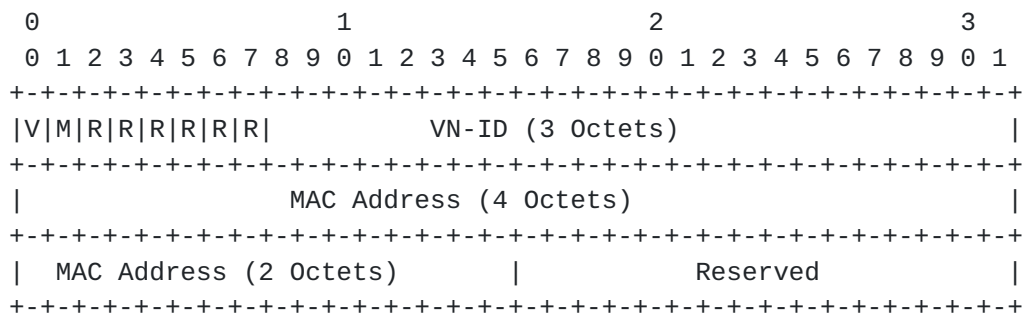 0                   1                   2                   3
 0 1 2 3 4 5 6 7 8 9 0 1 2 3 4 5 6 7 8 9 0 1 2 3 4 5 6 7 8 9 0 1
+-+-+-+-+-+-+-+-+-+-+-+-+-+-+-+-+-+-+-+-+-+-+-+-+-+-+-+-+-+-+-+-+
|V|M|R|R|R|R|R|R|          VN-ID (3 Octets)                     |
+-+-+-+-+-+-+-+-+-+-+-+-+-+-+-+-+-+-+-+-+-+-+-+-+-+-+-+-+-+-+-+-+
|                 MAC Address (4 Octets)                        |
+-+-+-+-+-+-+-+-+-+-+-+-+-+-+-+-+-+-+-+-+-+-+-+-+-+-+-+-+-+-+-+-+
|  MAC Address (2 Octets)       |           Reserved            |
+-+-+-+-+-+-+-+-+-+-+-+-+-+-+-+-+-+-+-+-+-+-+-+-+-+-+-+-+-+-+-+-+